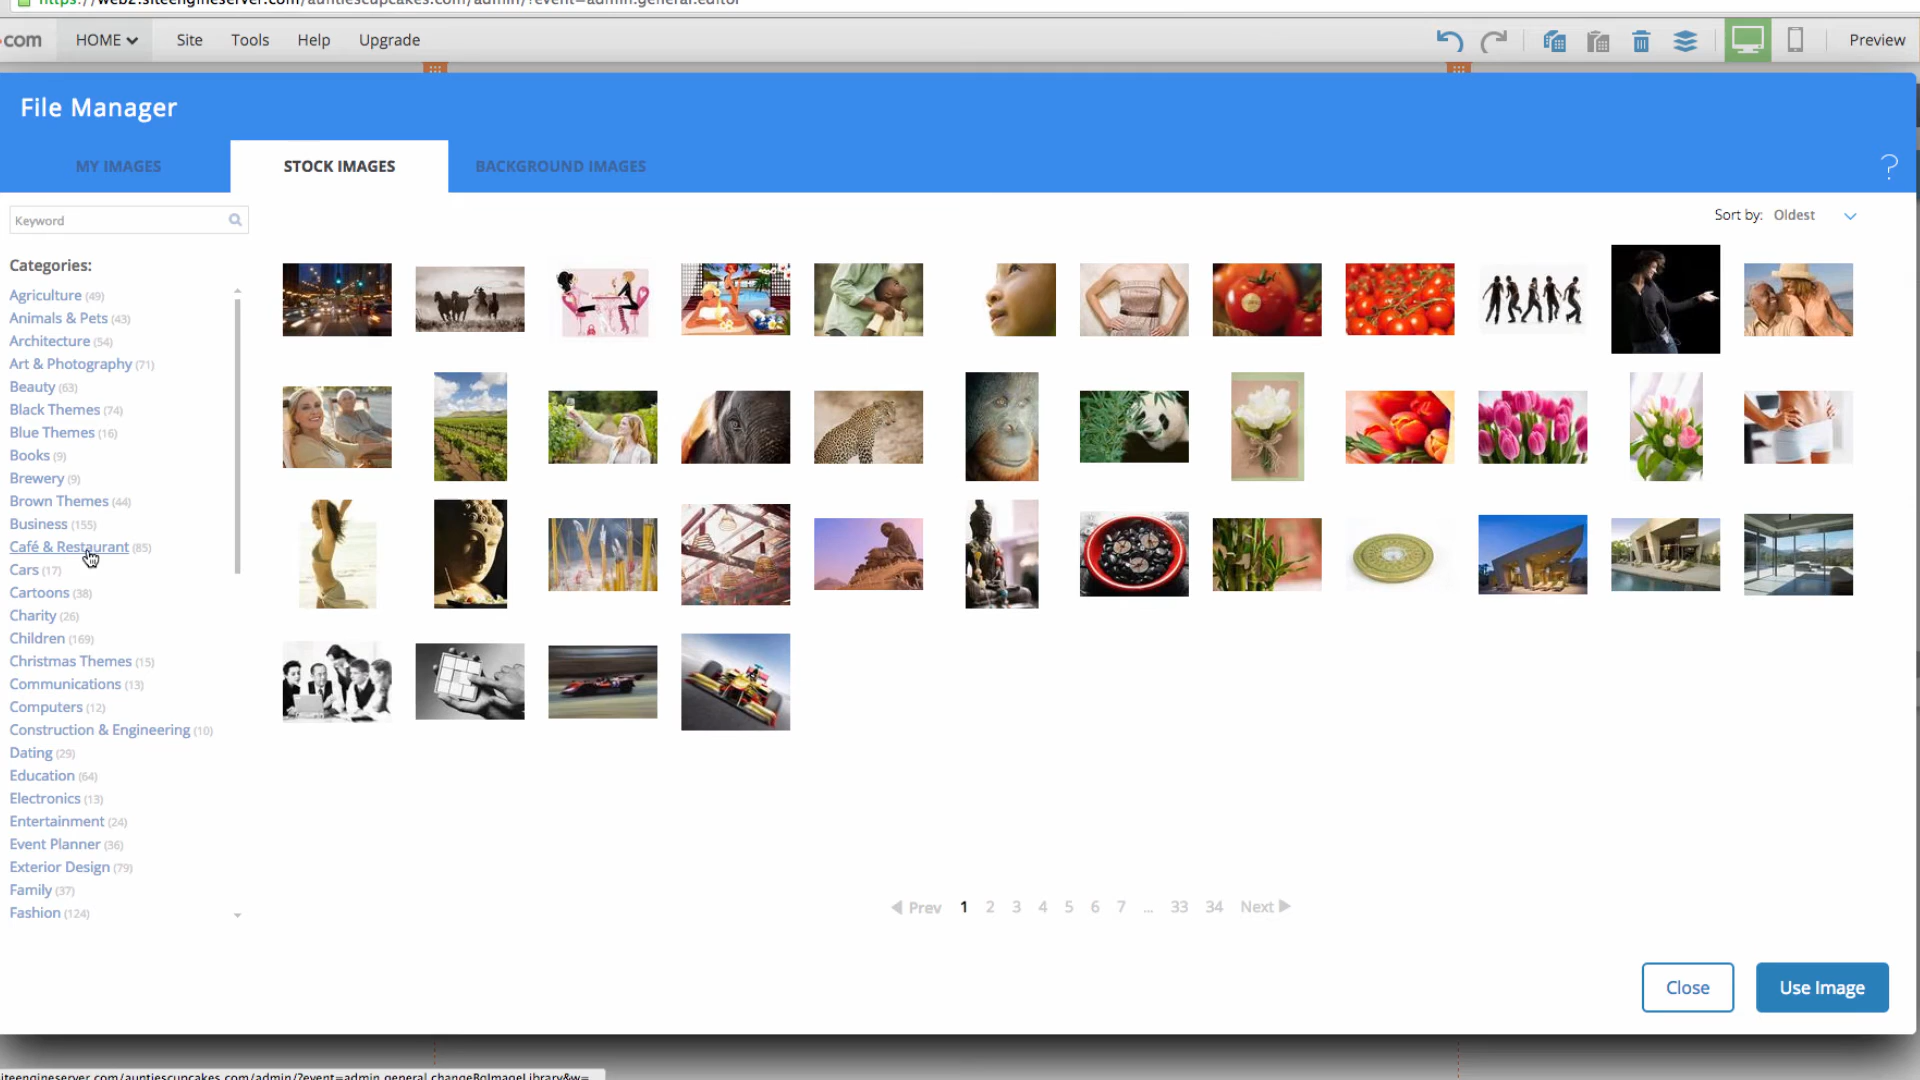 https://web2.siteengineserver.com/auntiescupcakes.com/admin/?event=admin.general.editor
com HOME Site Tools Help Upgrade Preview
File Manager
MY IMAGES STOCK IMAGES BACKGROUND IMAGES ?
Keyword
Sort by: Oldest
Categories:
Agriculture (49)
Animals & Pets (43)
Architecture (54)
Art & Photography (71)
Beauty (63)
Black Themes (74)
Blue Themes (16)
Books (9)
Brewery (9)
Brown Themes (44)
Business (155)
Café & Restaurant (85)
Cars (17)
Cartoons (38)
Charity (26)
Children (169)
Christmas Themes (15)
Communications (13)
Computers (12)
Construction & Engineering (10)
Dating (29)
Education (64)
Electronics (13)
Entertainment (24)
Event Planner (36)
Exterior Design (79)
Family (37)
Fashion (124)
Prev 1 2 3 4 5 6 7 ... 33 34 Next
Close Use Image
siteengineserver.com/auntiescupcakes.com/admin/?event=admin.general.changeBgImageLibrary&w=